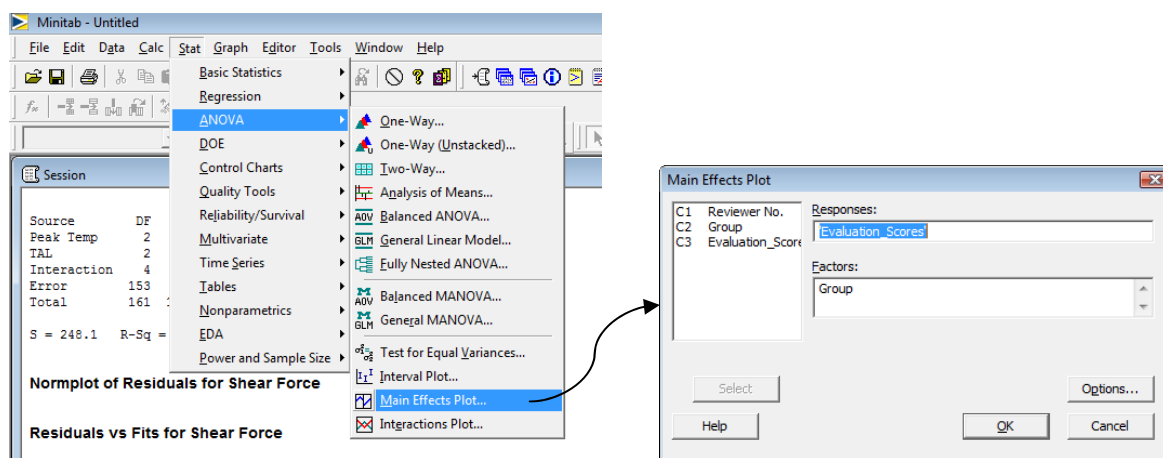 Minitab - Untitled
File Edit Data Calc Stat Graph Editor Tools Window Help
Basic Statistics
Regression
ANOVA
DOE
Control Charts
Quality Tools
Reliability/Survival
Multivariate
Time Series
Tables
Nonparametrics
EDA
Power and Sample Size
One-Way...
One-Way (Unstacked)...
Two-Way...
Analysis of Means...
Balanced ANOVA...
General Linear Model...
Fully Nested ANOVA...
Balanced MANOVA...
General MANOVA...
Test for Equal Variances...
Interval Plot...
Main Effects Plot...
Interactions Plot...
Session
Source DF
Peak Temp 2
TAL 2
Interaction 4
Error 153
Total 161 1
S = 248.1 R-Sq =
Normplot of Residuals for Shear Force
Residuals vs Fits for Shear Force
Main Effects Plot
C1 Reviewer No.
C2 Group
C3 Evaluation_Score
Responses:
'Evaluation_Scores'
Factors:
Group
Select
Options...
Help
OK
Cancel